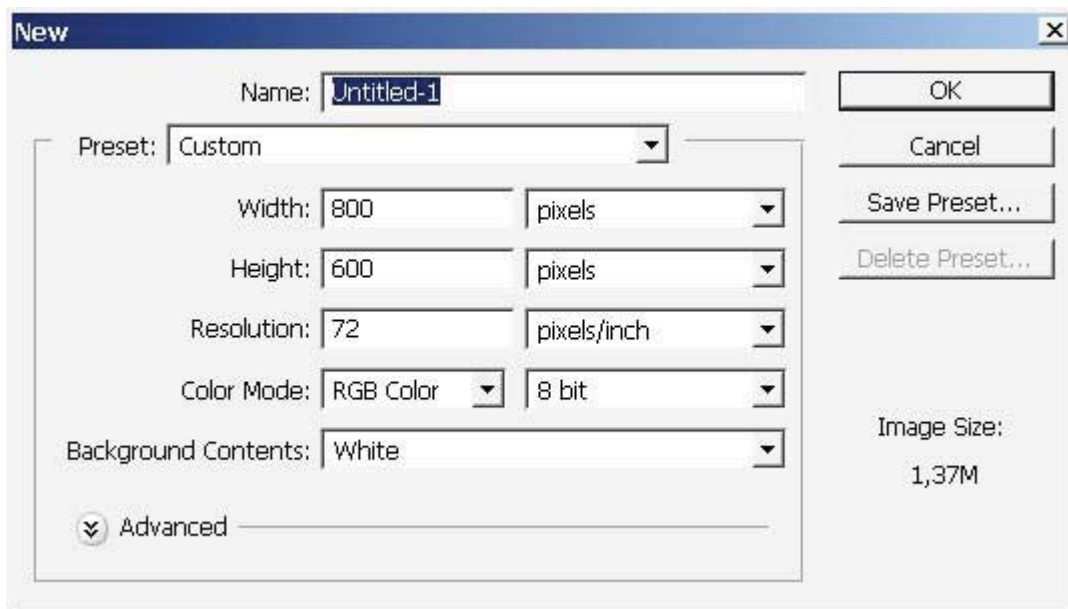 New
Name: Untitled-1
OK
Preset: Custom
Cancel
Width: 800 pixels
Save Preset...
Height: 600 pixels
Delete Preset...
Resolution: 72 pixels/inch
Color Mode: RGB Color 8 bit
Background Contents: White
Image Size:
1,37M
Advanced